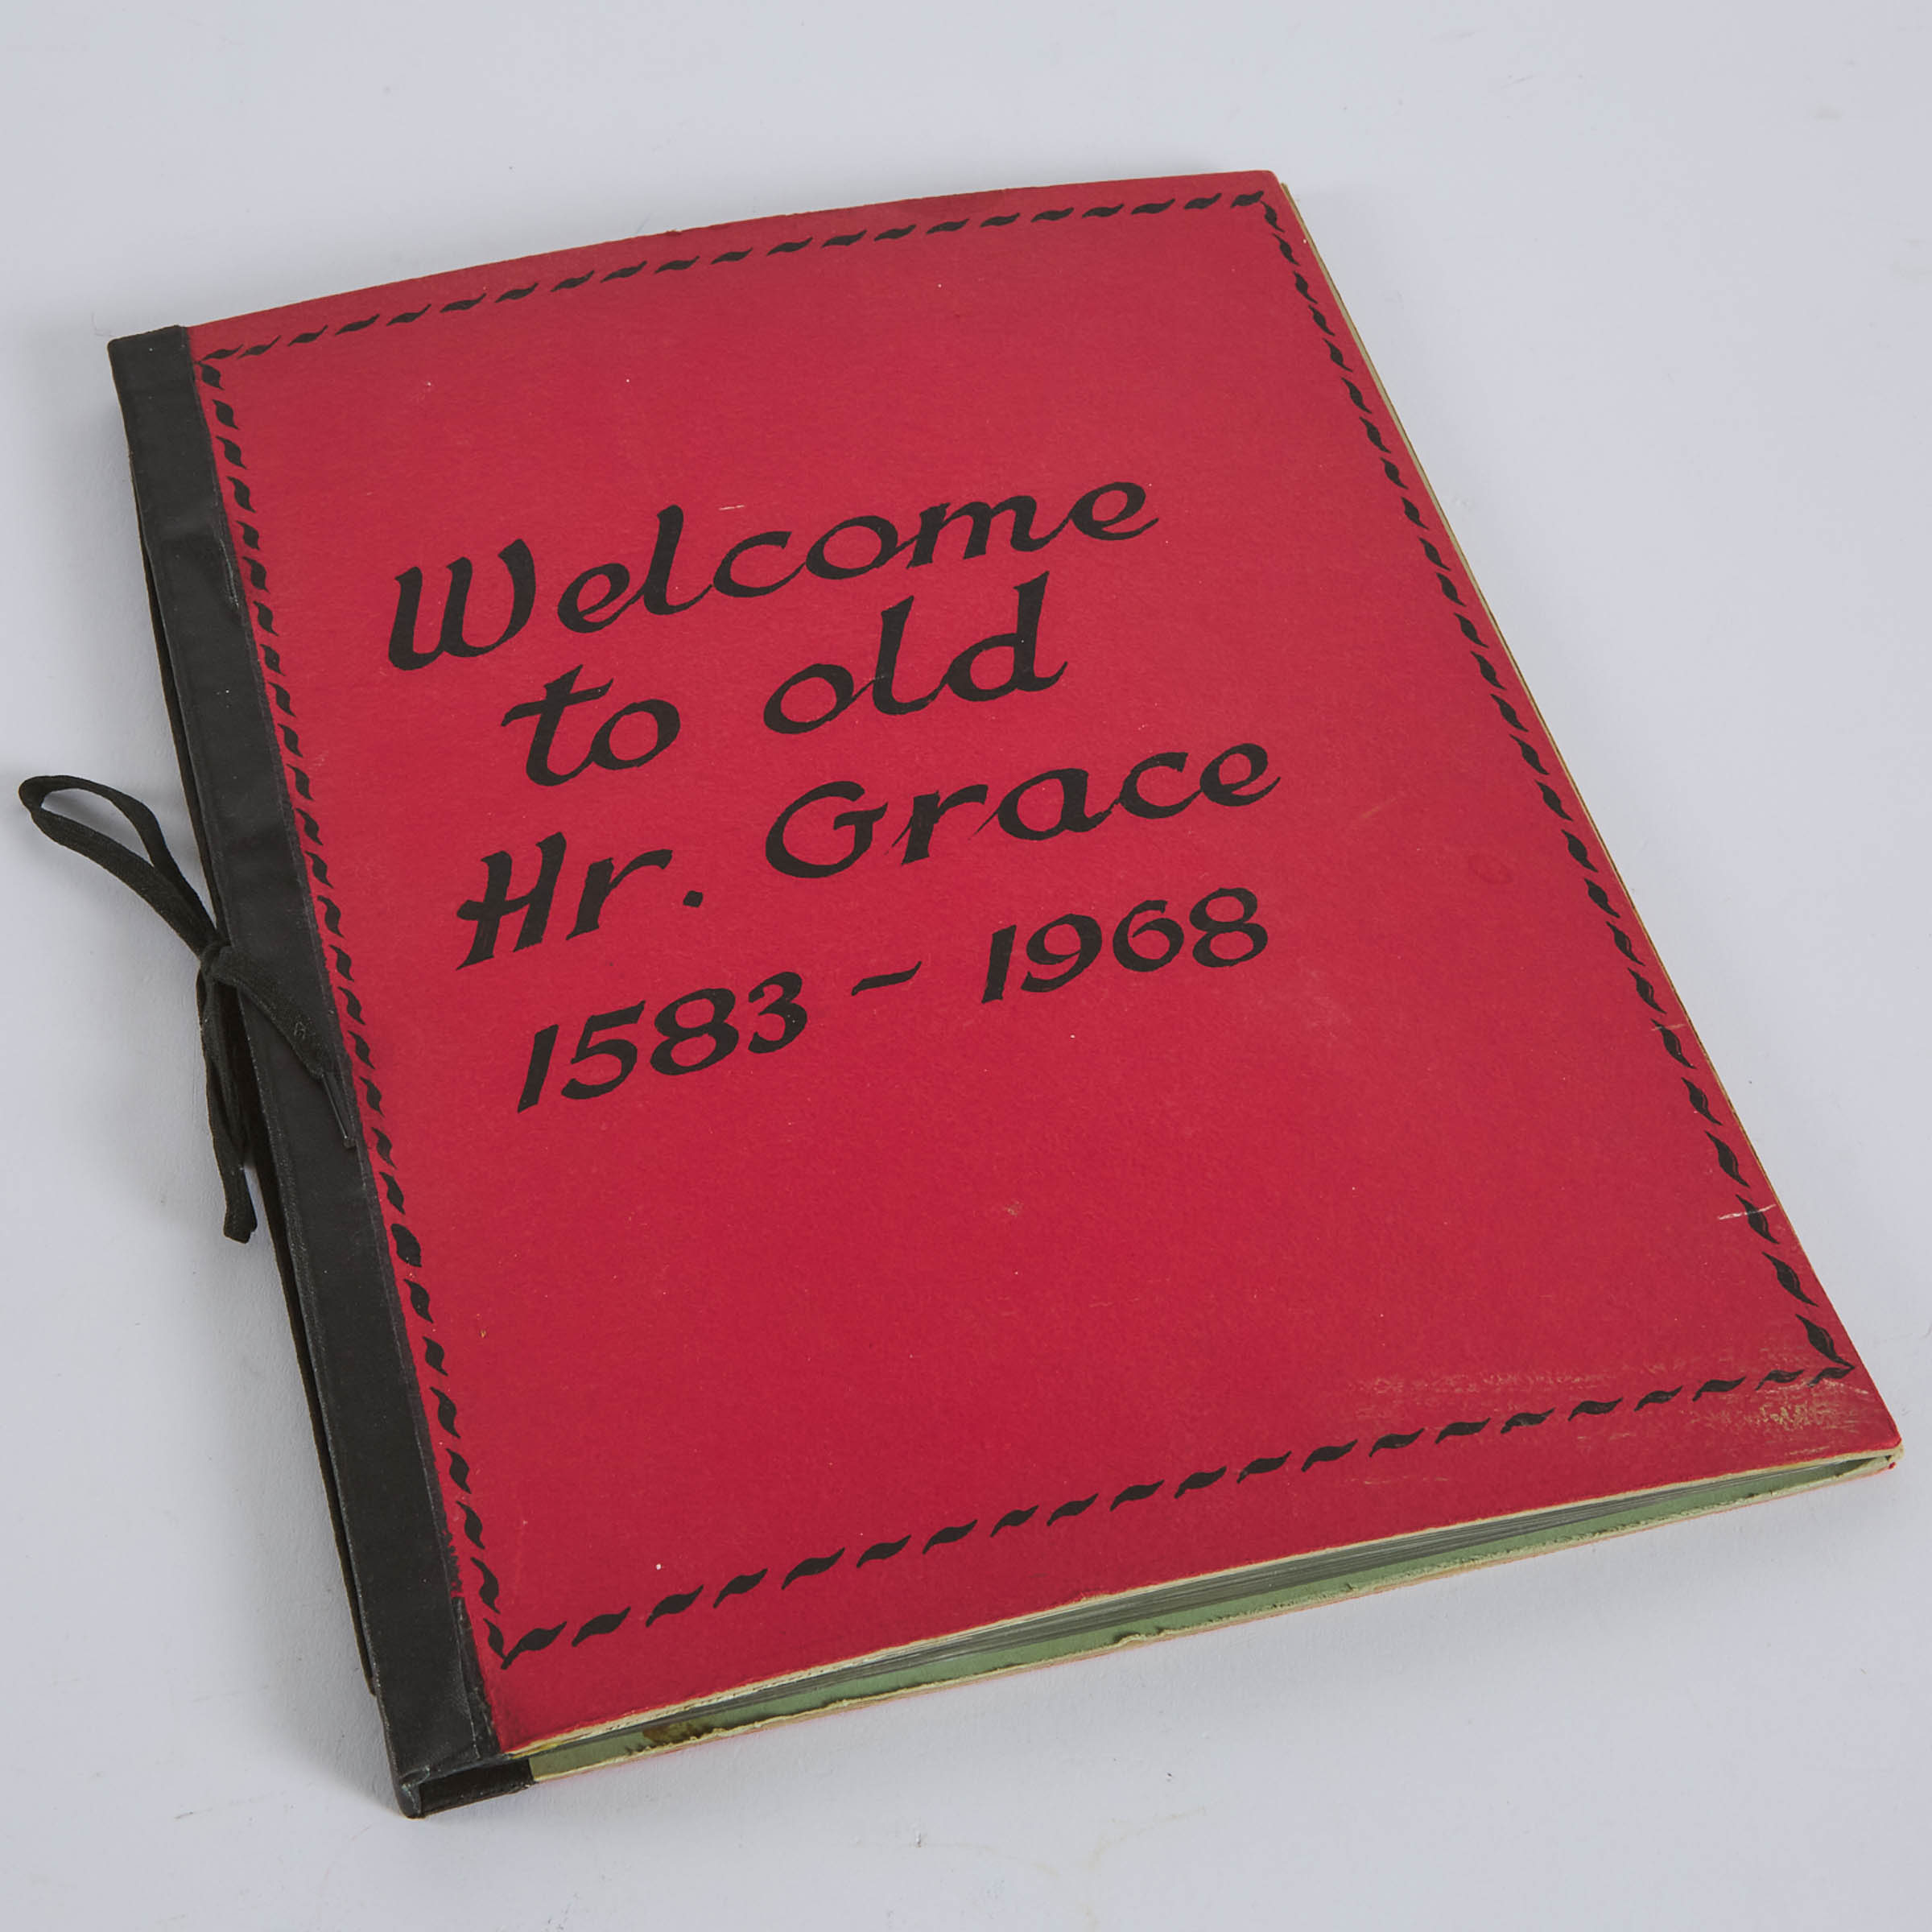 Welcome
to old
Hr. Grace
1583 - 1968